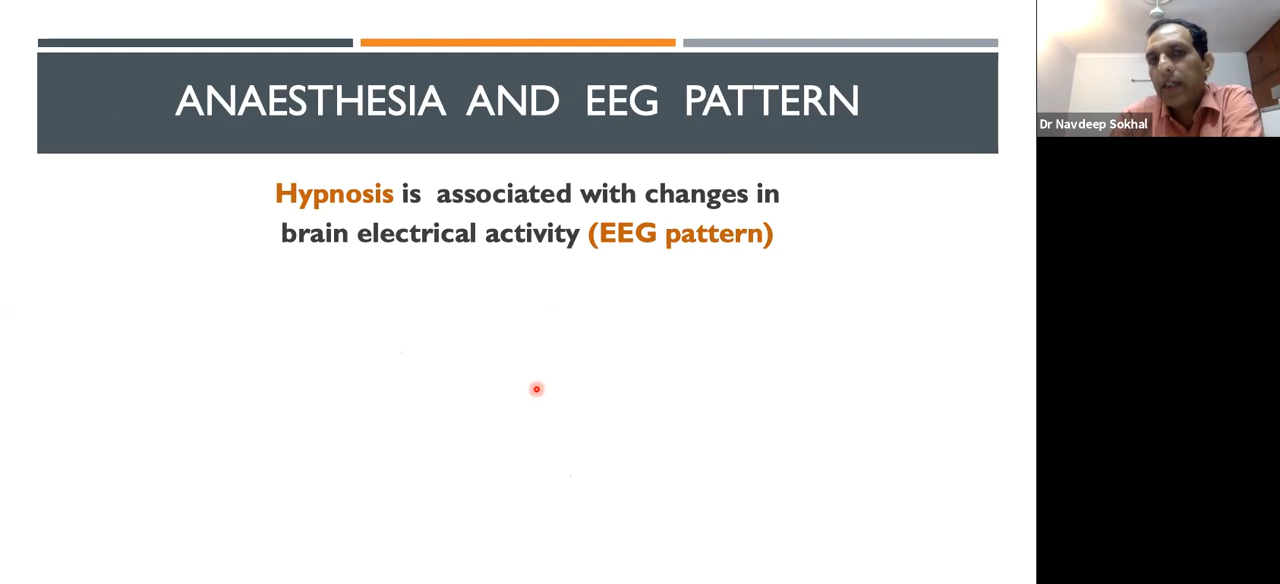 ANAESTHESIA AND EEG PATTERN
Hypnosis is associated with changes in
brain electrical activity (EEG pattern)
Dr Navdeep Sokhal